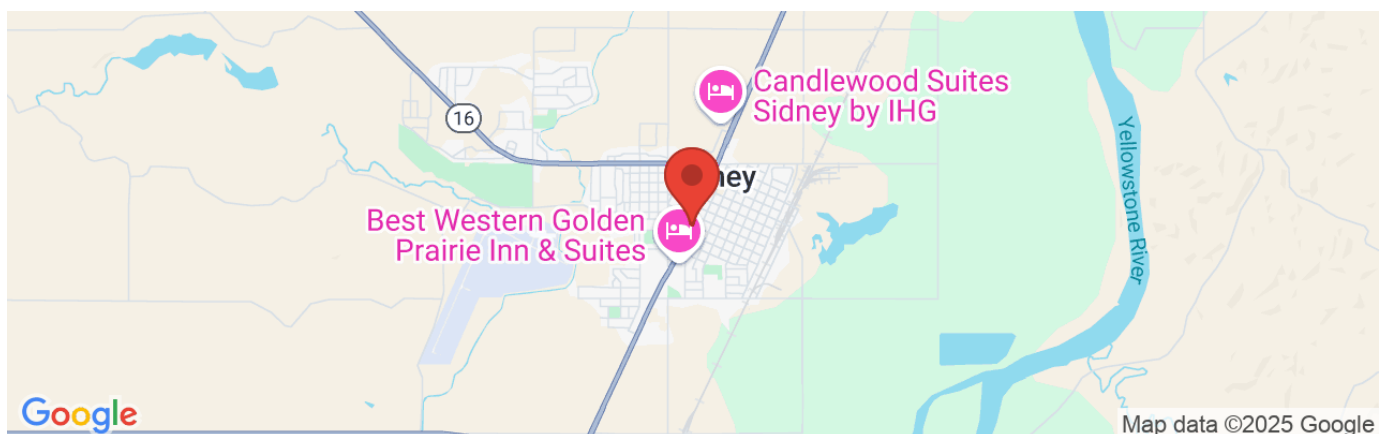 Candlewood Suites
Sidney by IHG
16
ney
Best Western Golden
Prairie Inn & Suites
Yellowstone River
Google
Map data ©2025 Google